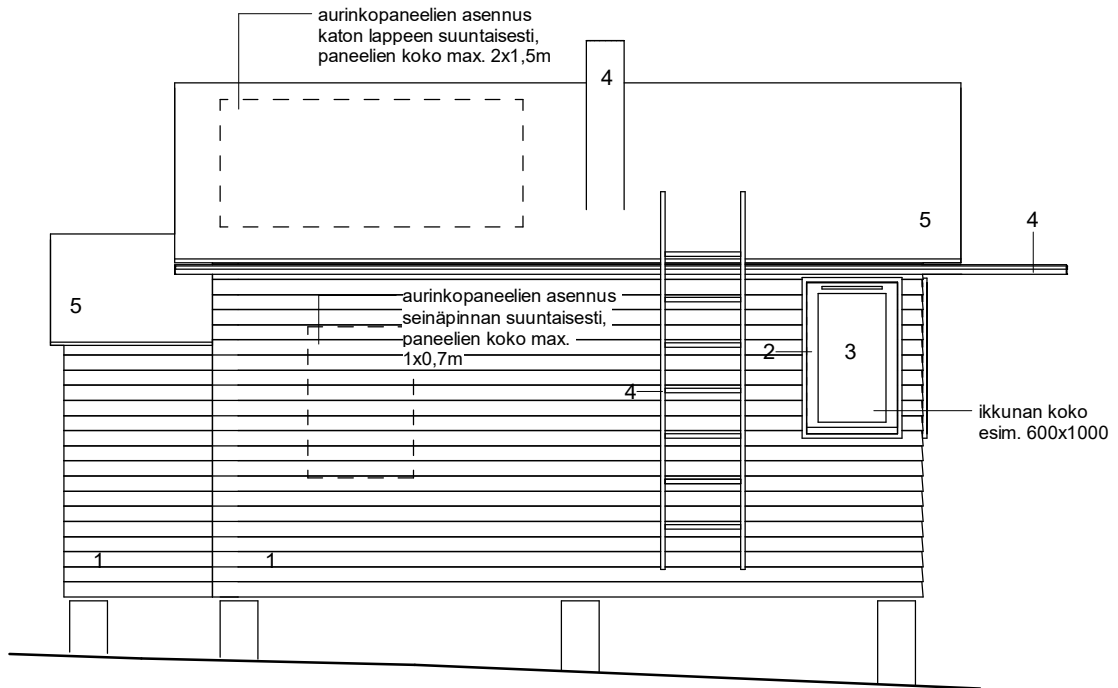 aurinkopaneelien asennus
katon lappeen suuntaisesti,
paneelien koko max. 2x1,5m
4
5
4
5
aurinkopaneelien asennus
seinäpinnan suuntaisesti,
paneelien koko max.
1x0,7m
2
3
4
ikkunan koko
esim. 600x1000
1
1